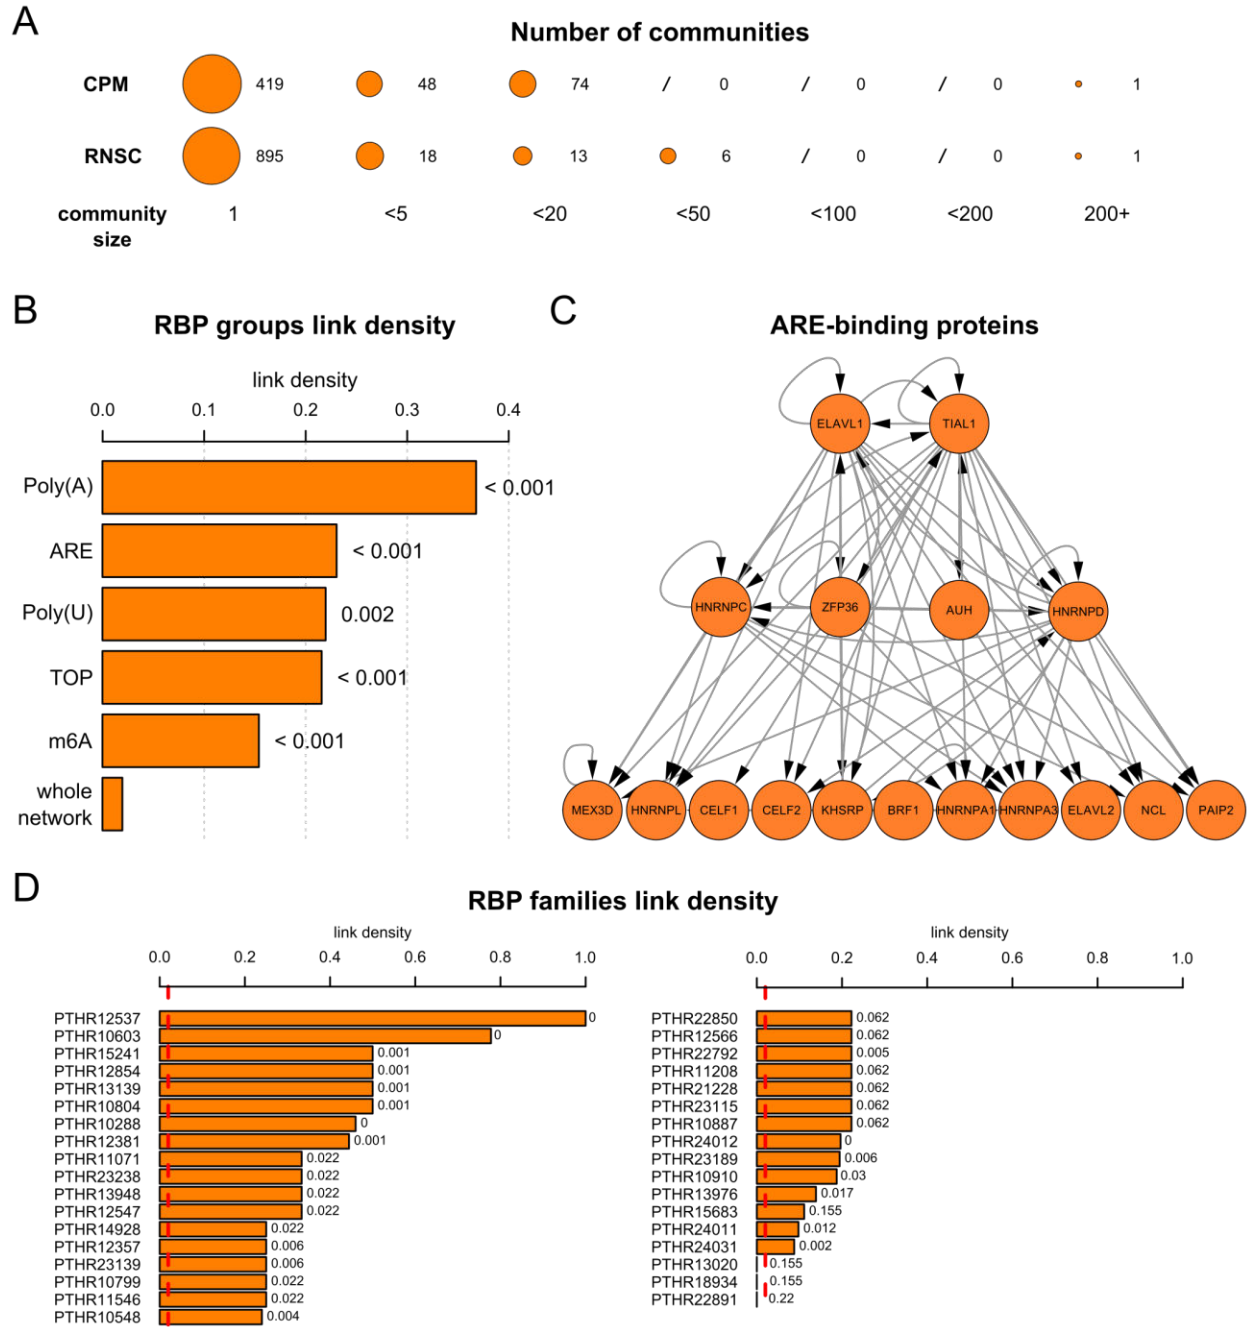 A
Number of communities
CPM 419 48 74 / 0 / 0 / 0 1
RNSC 895 18 13 6 / 0 / 0 1
community size 1 <5 <20 <50 <100 <200 200+
B
RBP groups link density
link density
0.0 0.1 0.2 0.3 0.4
Poly(A) < 0.001
ARE < 0.001
Poly(U) 0.002
TOP < 0.001
m6A < 0.001
whole
network
C
ARE-binding proteins
ELAVL1 TIAL1
HNRNPC ZFP36 AUH HNRNPD
MEX3D HNRNPL CELF1 CELF2 KHSRP BRF1 HNRNPA1 HNRNPA3 ELAVL2 NCL PAIP2
D
RBP families link density
link density
0.0 0.2 0.4 0.6 0.8 1.0
PTHR12537 0
PTHR10603 0
PTHR15241 0.001
PTHR12854 0.001
PTHR13139 0.001
PTHR10804 0.001
PTHR10288 0
PTHR12381 0.001
PTHR11071 0.022
PTHR23238 0.022
PTHR13948 0.022
PTHR12547 0.022
PTHR14928 0.022
PTHR12357 0.006
PTHR23139 0.006
PTHR10799 0.022
PTHR11546 0.022
PTHR10548 0.004
link density
0.0 0.2 0.4 0.6 0.8 1.0
PTHR22850 0.062
PTHR12566 0.062
PTHR22792 0.005
PTHR11208 0.062
PTHR21228 0.062
PTHR23115 0.062
PTHR10887 0.062
PTHR24012 0
PTHR23189 0.006
PTHR10910 0.03
PTHR13976 0.017
PTHR15683 0.155
PTHR24011 0.012
PTHR24031 0.002
PTHR13020 0.155
PTHR18934 0.155
PTHR22891 0.22